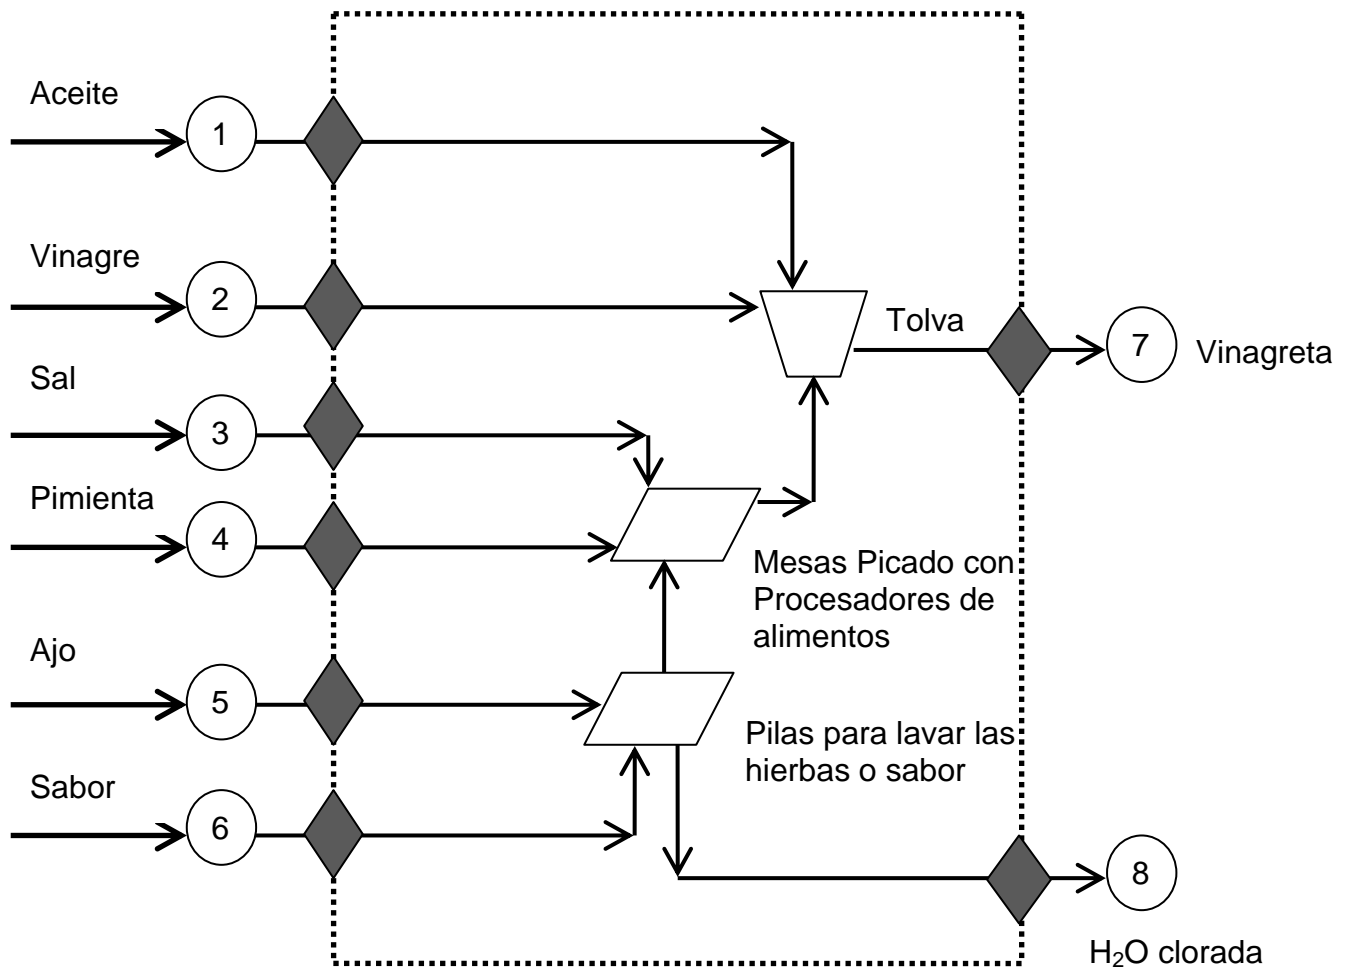 Aceite
1
Vinagre
2
Tolva
7
Vinagreta
Sal
3
Pimienta
4
Mesas Picado con
Procesadores de
alimentos
Ajo
5
Pilas para lavar las
hierbas o sabor
Sabor
6
8
H₂O clorada